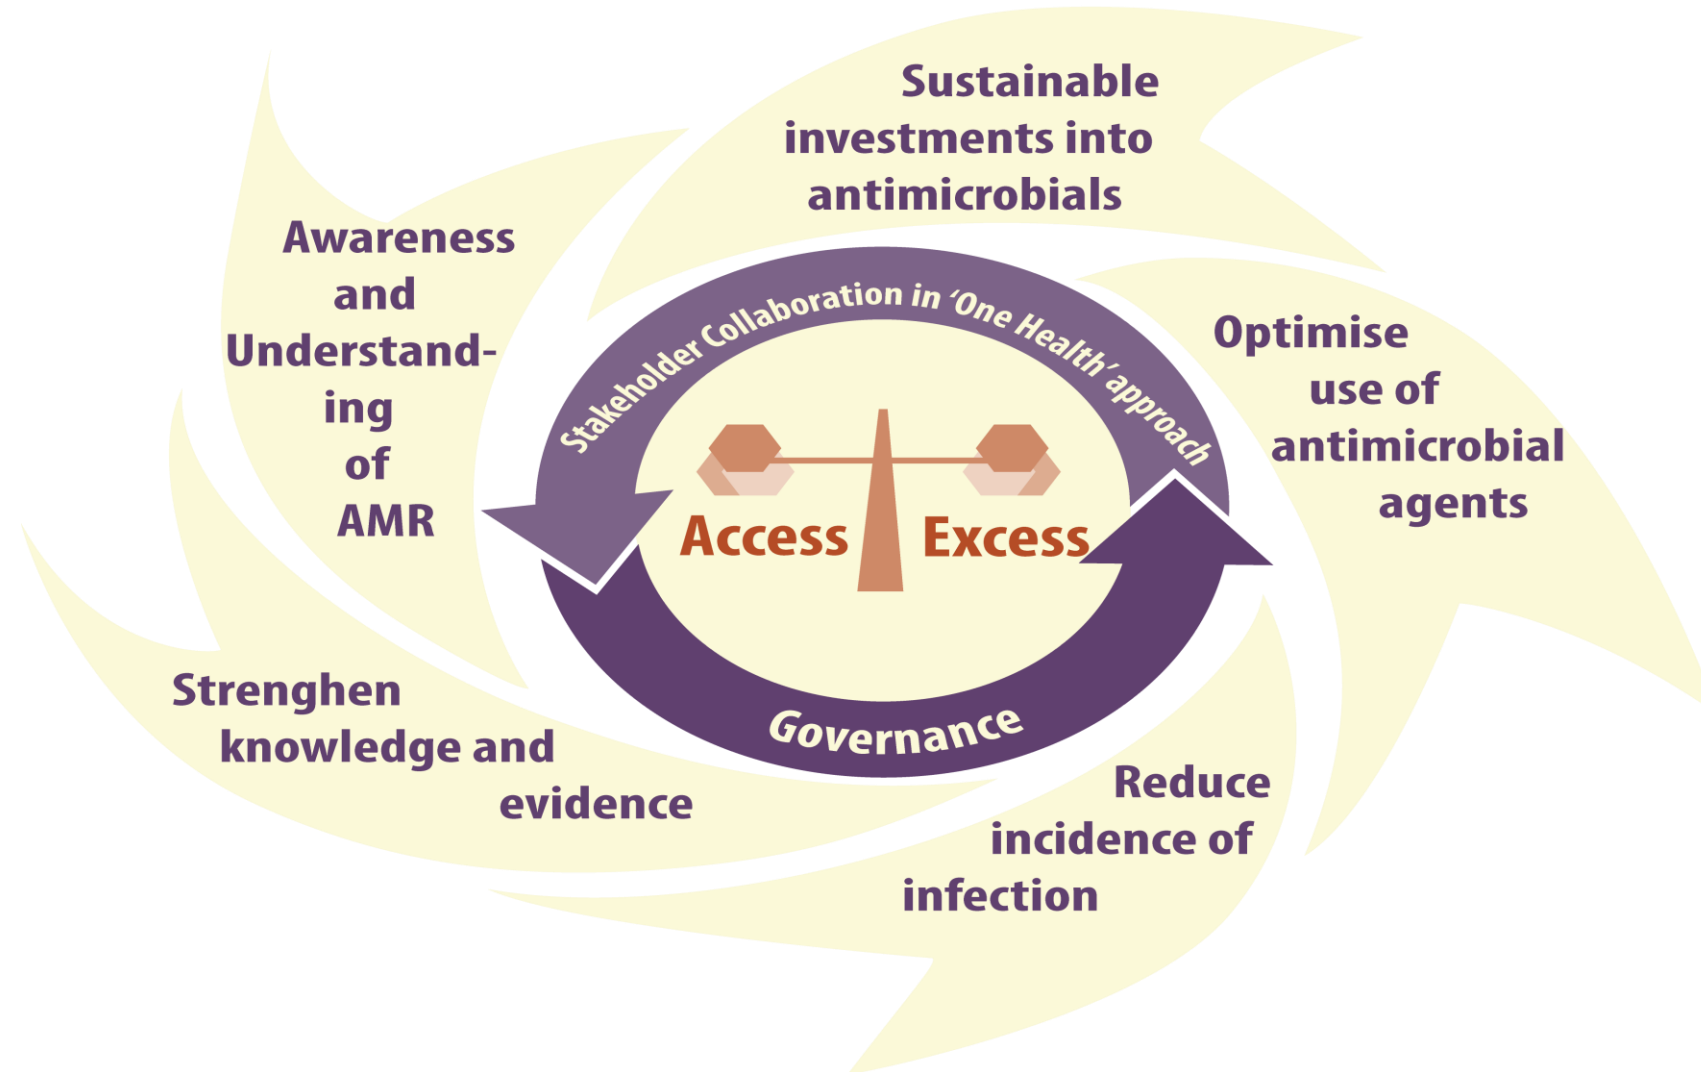 Sustainable
investments into
antimicrobials
Awareness
and
Understand-
ing
of
AMR
Optimise
use of
antimicrobial
agents
Stakeholder Collaboration in ‘One Health’ approach
Access
Excess
Governance
Strenghen
knowledge and
evidence
Reduce
incidence of
infection